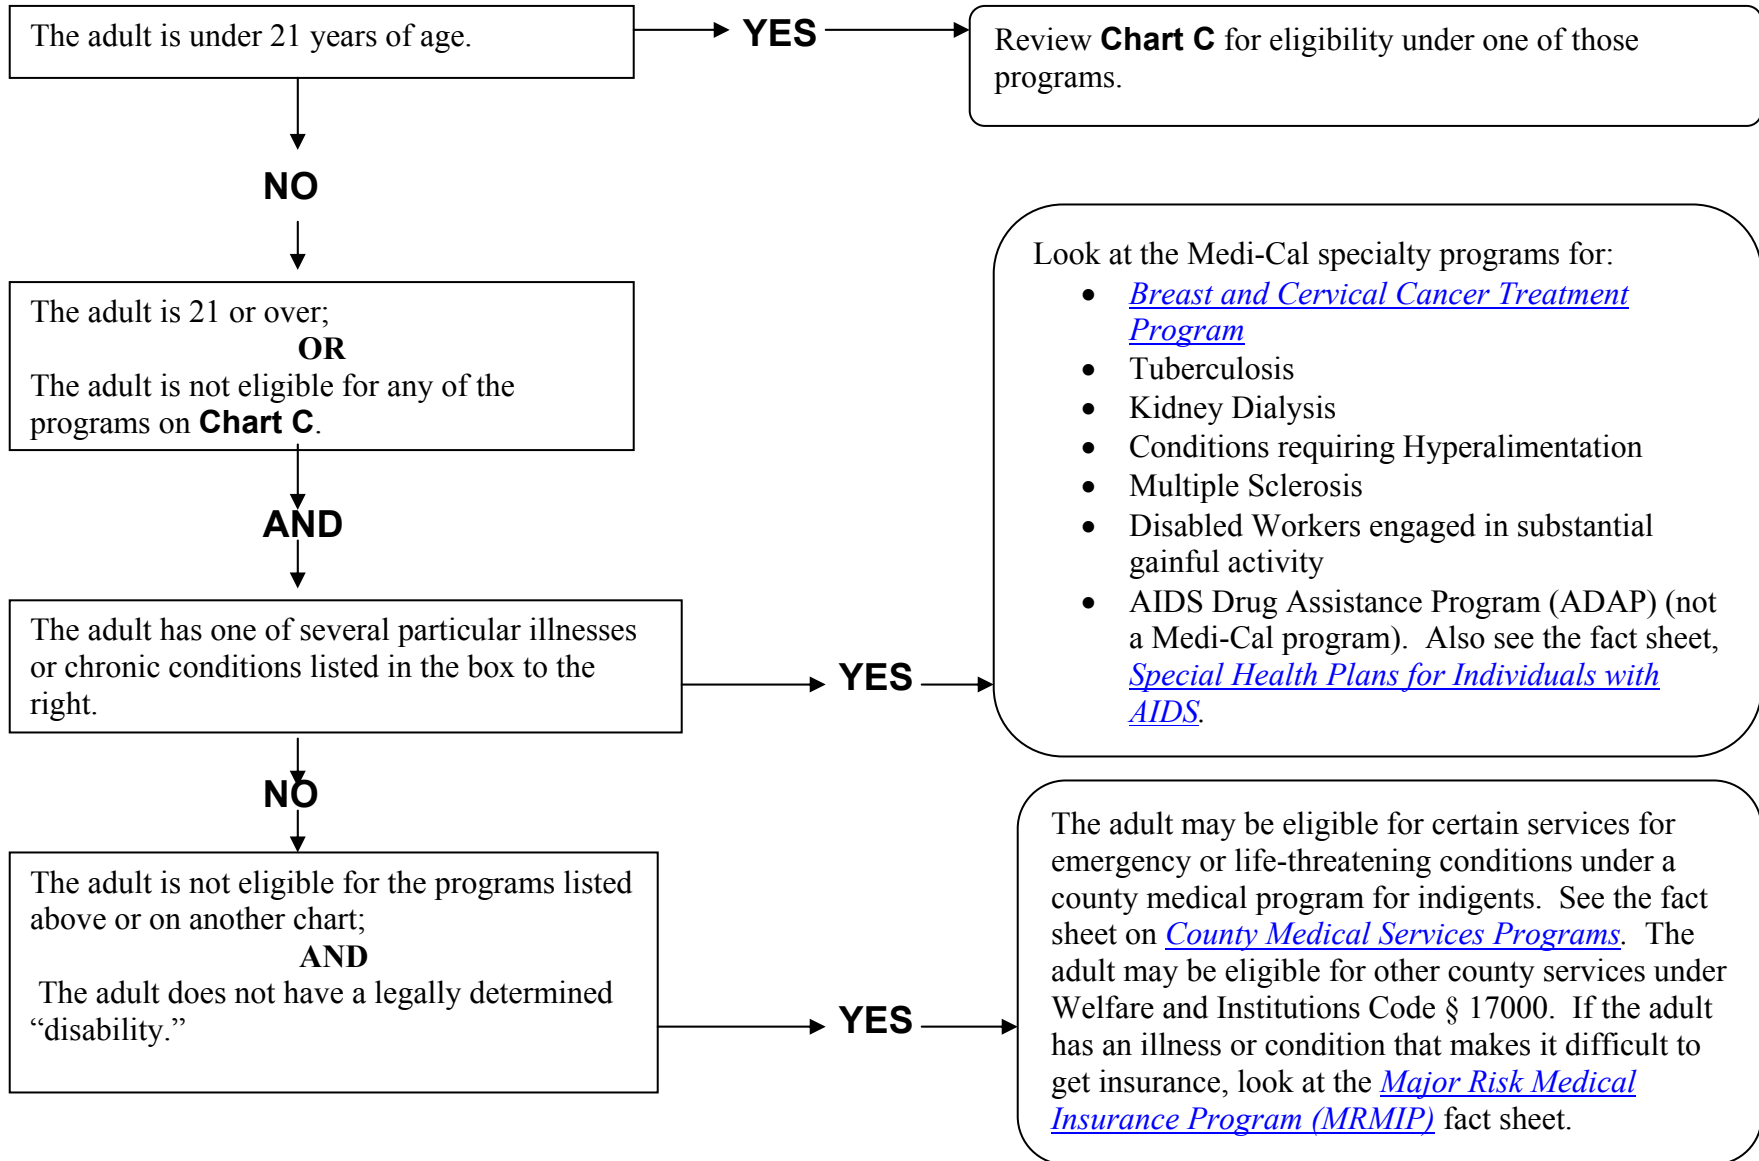 The adult is under 21 years of age.
YES
Review Chart C for eligibility under one of those
programs.
NO
The adult is 21 or over;
OR
The adult is not eligible for any of the
programs on Chart C.
AND
The adult has one of several particular illnesses
or chronic conditions listed in the box to the
right.
YES
Look at the Medi-Cal specialty programs for:
• Breast and Cervical Cancer Treatment
Program
• Tuberculosis
• Kidney Dialysis
• Conditions requiring Hyperalimentation
• Multiple Sclerosis
• Disabled Workers engaged in substantial
gainful activity
• AIDS Drug Assistance Program (ADAP) (not
a Medi-Cal program). Also see the fact sheet,
Special Health Plans for Individuals with
AIDS.
NO
The adult is not eligible for the programs listed
above or on another chart;
AND
The adult does not have a legally determined
“disability.”
YES
The adult may be eligible for certain services for
emergency or life-threatening conditions under a
county medical program for indigents. See the fact
sheet on County Medical Services Programs. The
adult may be eligible for other county services under
Welfare and Institutions Code § 17000. If the adult
has an illness or condition that makes it difficult to
get insurance, look at the Major Risk Medical
Insurance Program (MRMIP) fact sheet.